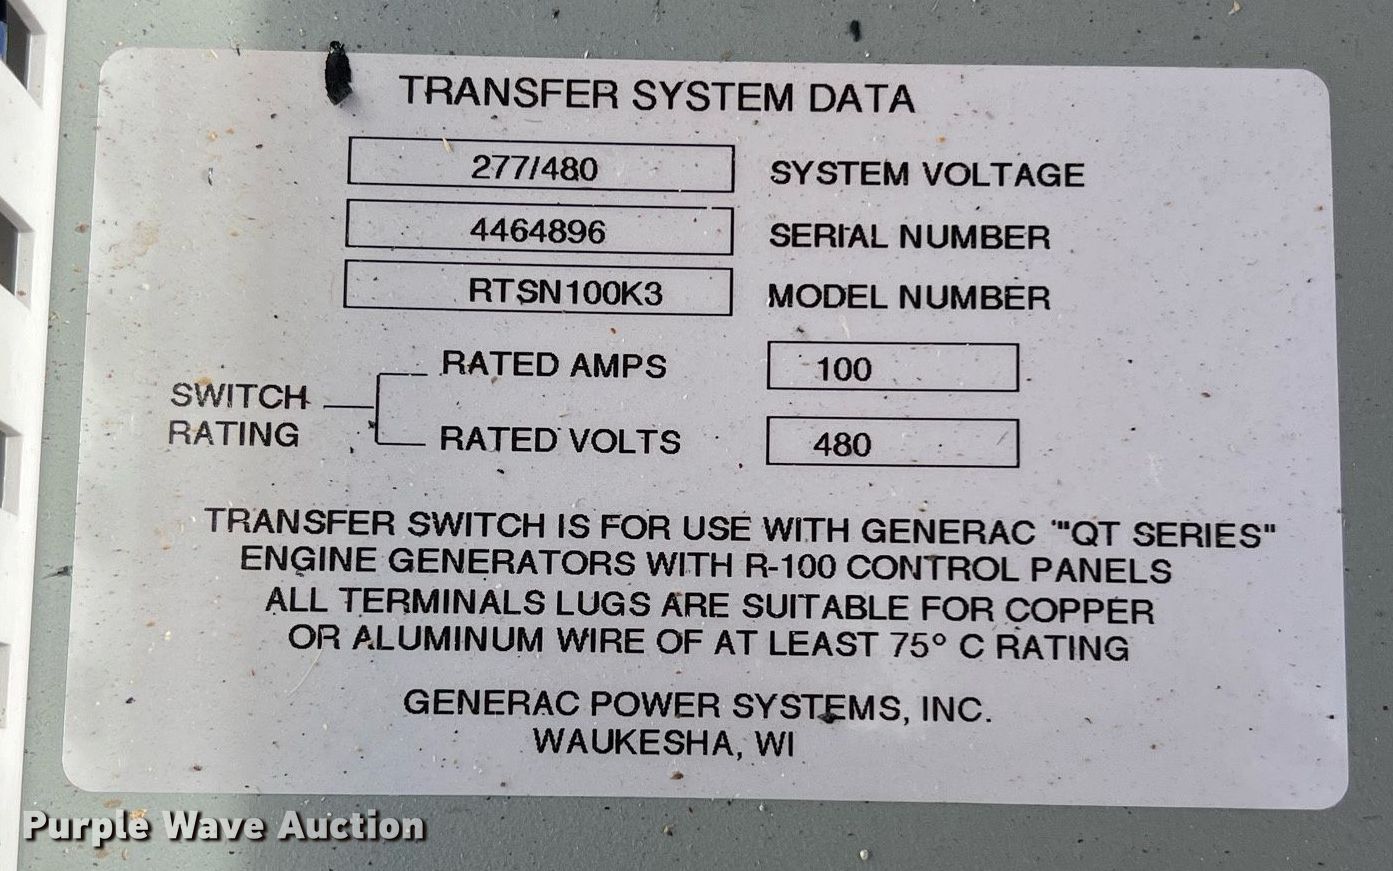 TRANSFER SYSTEM DATA
277/480 SYSTEM VOLTAGE
4464896 SERIAL NUMBER
RTSN100K3 MODEL NUMBER
SWITCH RATING
RATED AMPS 100
RATED VOLTS 480
TRANSFER SWITCH IS FOR USE WITH GENERAC '"QT SERIES"
ENGINE GENERATORS WITH R-100 CONTROL PANELS
ALL TERMINALS LUGS ARE SUITABLE FOR COPPER
OR ALUMINUM WIRE OF AT LEAST 75° C RATING
GENERAC POWER SYSTEMS, INC.
WAUKESHA, WI
Purple Wave Auction